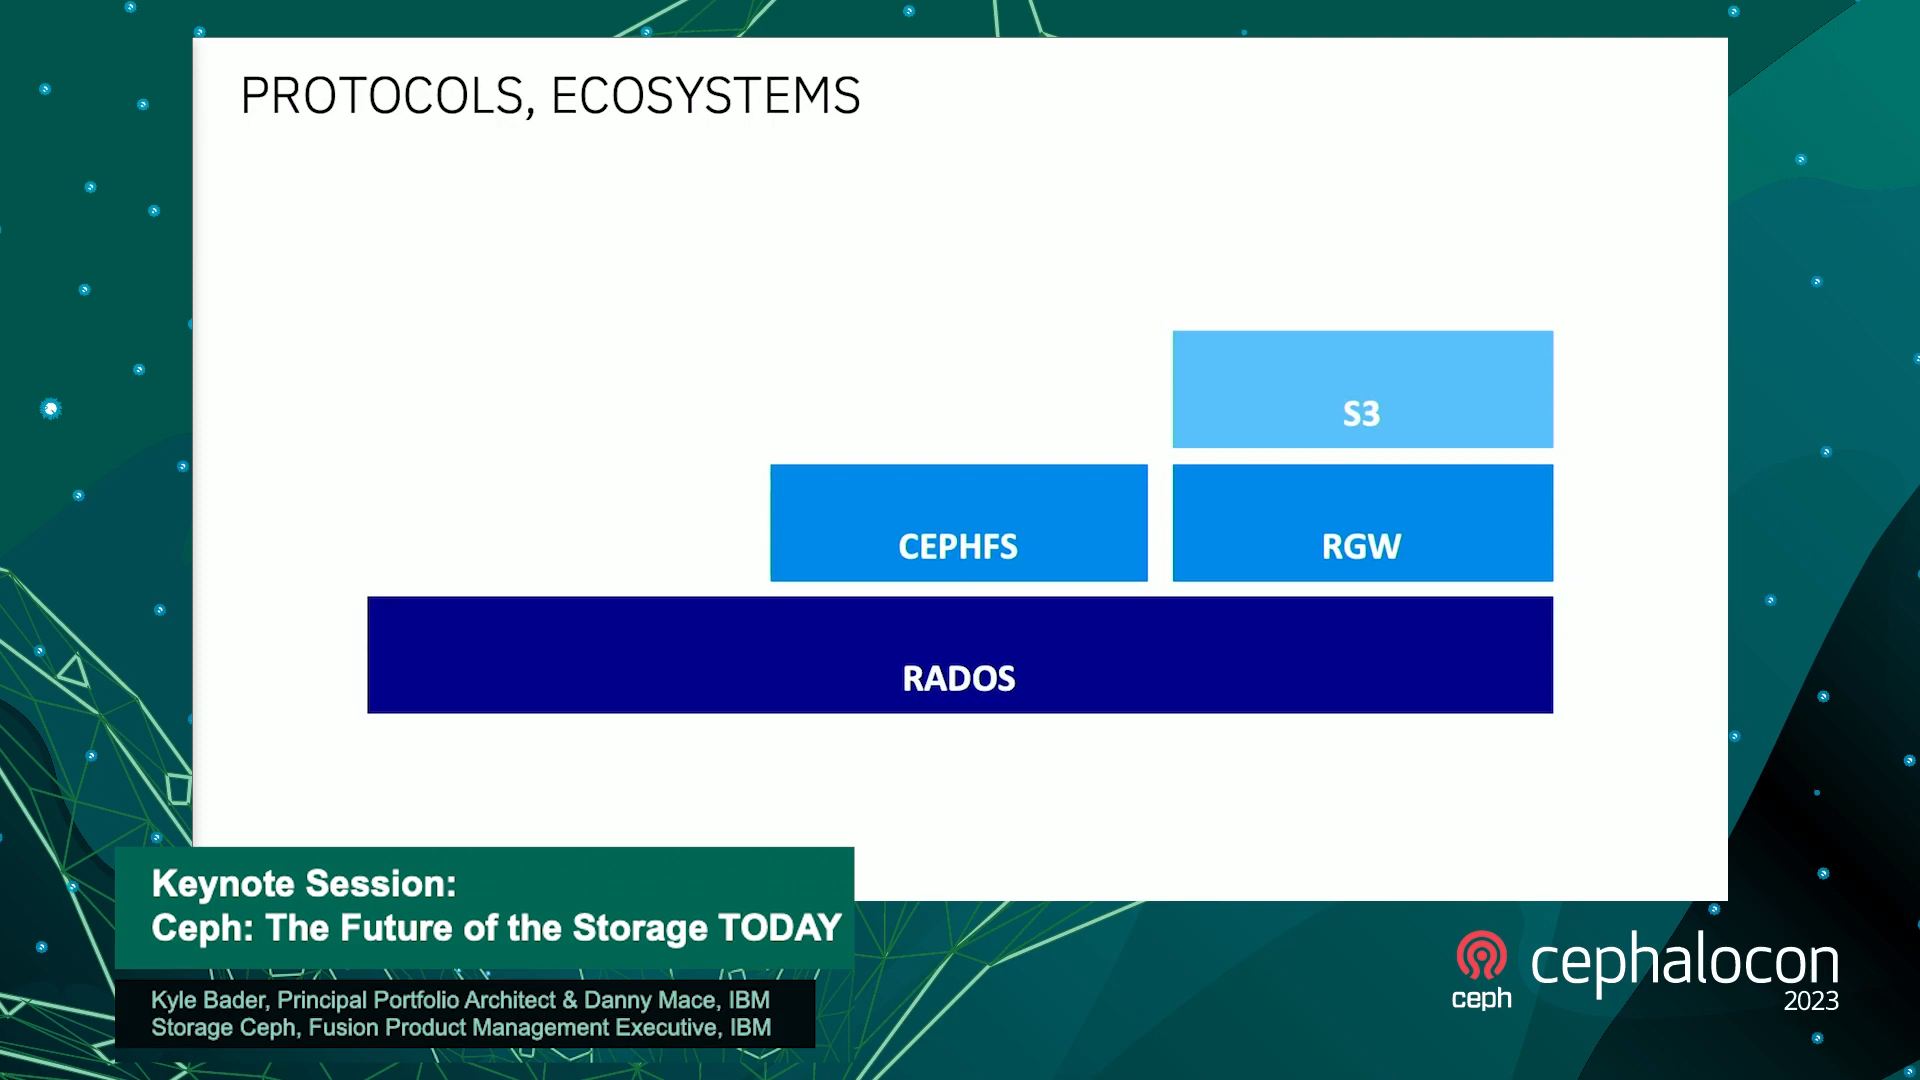 PROTOCOLS, ECOSYSTEMS
S3
CEPHFS
RGW
RADOS
Keynote Session:
Ceph: The Future of the Storage TODAY
Kyle Bader, Principal Portfolio Architect & Danny Mace, IBM
Storage Ceph, Fusion Product Management Executive, IBM
ceph
cephalocon
2023